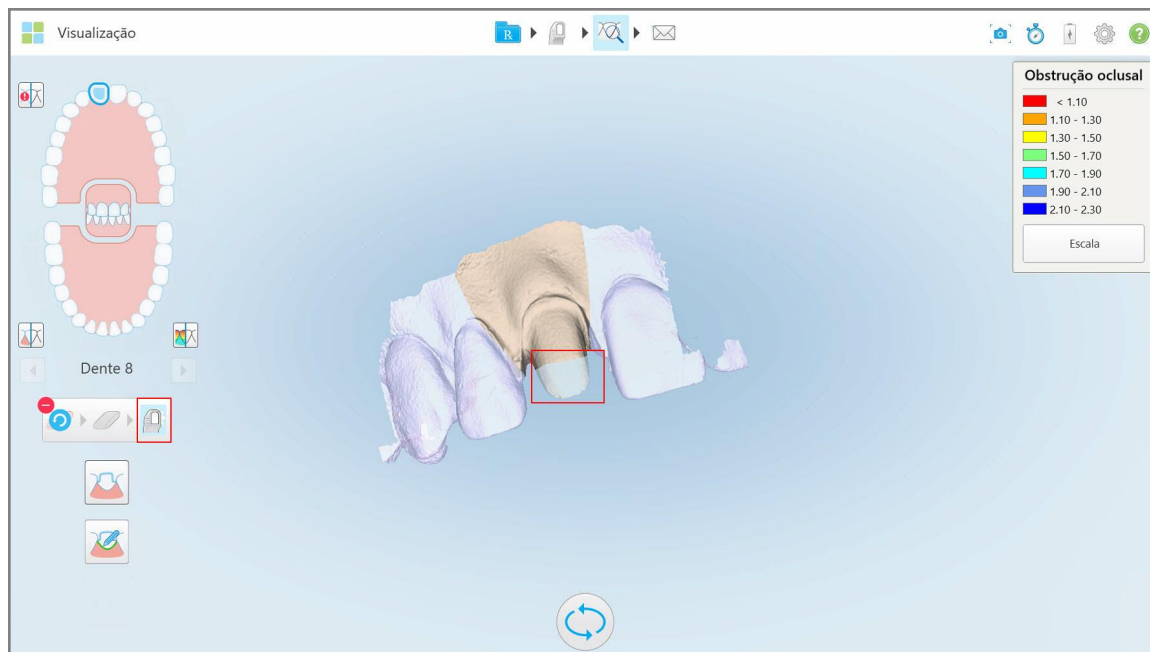 Visualização
R
?
Obstrução oclusal
< 1.10
1.10 - 1.30
1.30 - 1.50
1.50 - 1.70
1.70 - 1.90
1.90 - 2.10
2.10 - 2.30
Escala
Dente 8